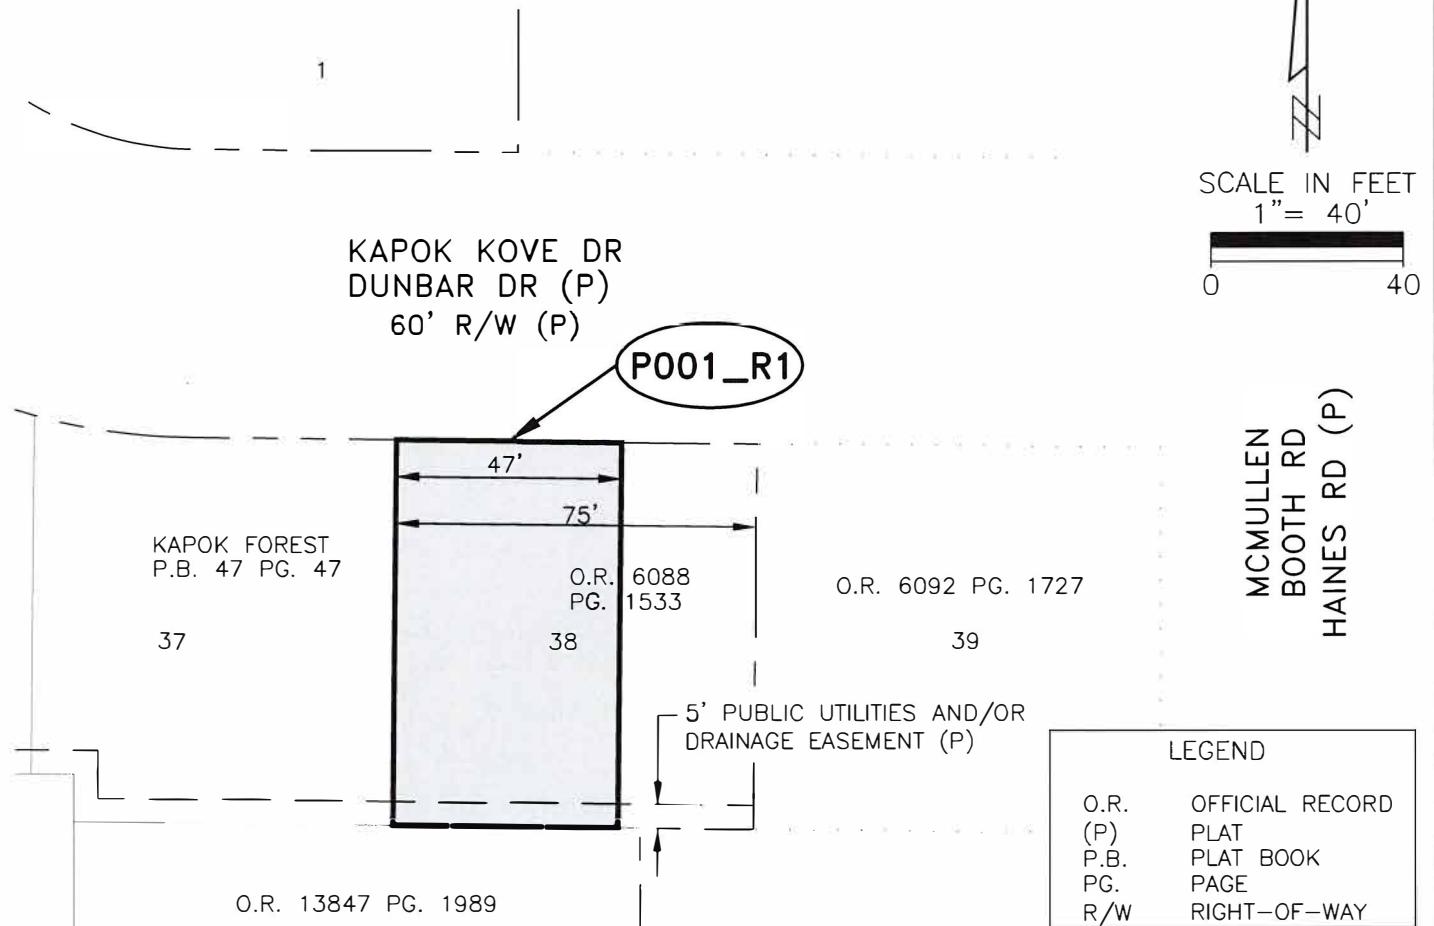 1
N
SCALE IN FEET
1"= 40'
0 40
KAPOK KOVE DR
DUNBAR DR (P)
60' R/W (P)
P001_R1
47'
75'
KAPOK FOREST
P.B. 47 PG. 47
37
O.R. 6088
PG. 1533
38
O.R. 6092 PG. 1727
39
MCMULLEN
BOOTH RD
HAINES RD (P)
5' PUBLIC UTILITIES AND/OR
DRAINAGE EASEMENT (P)
O.R. 13847 PG. 1989
LEGEND
O.R. OFFICIAL RECORD
(P) PLAT
P.B. PLAT BOOK
PG. PAGE
R/W RIGHT-OF-WAY